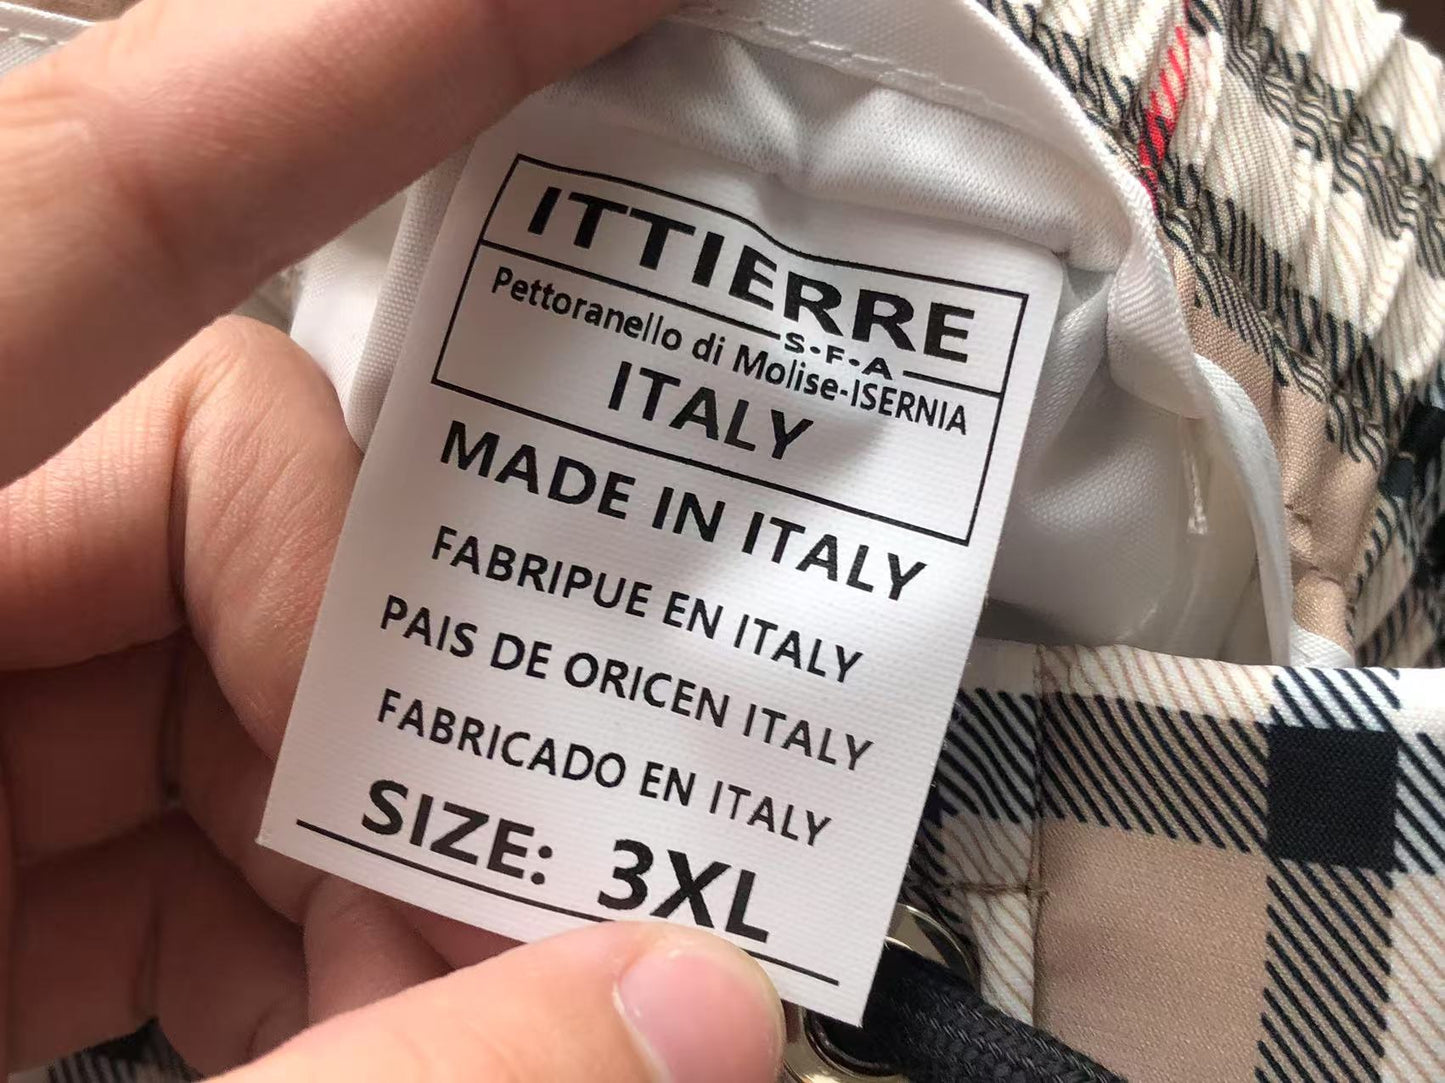 ITTIERRE
S·F·A
Pettoranello di Molise-ISERNIA
ITALY
MADE IN ITALY
FABRIPUE EN ITALY
PAIS DE ORICEN ITALY
FABRICADO EN ITALY
SIZE: 3XL